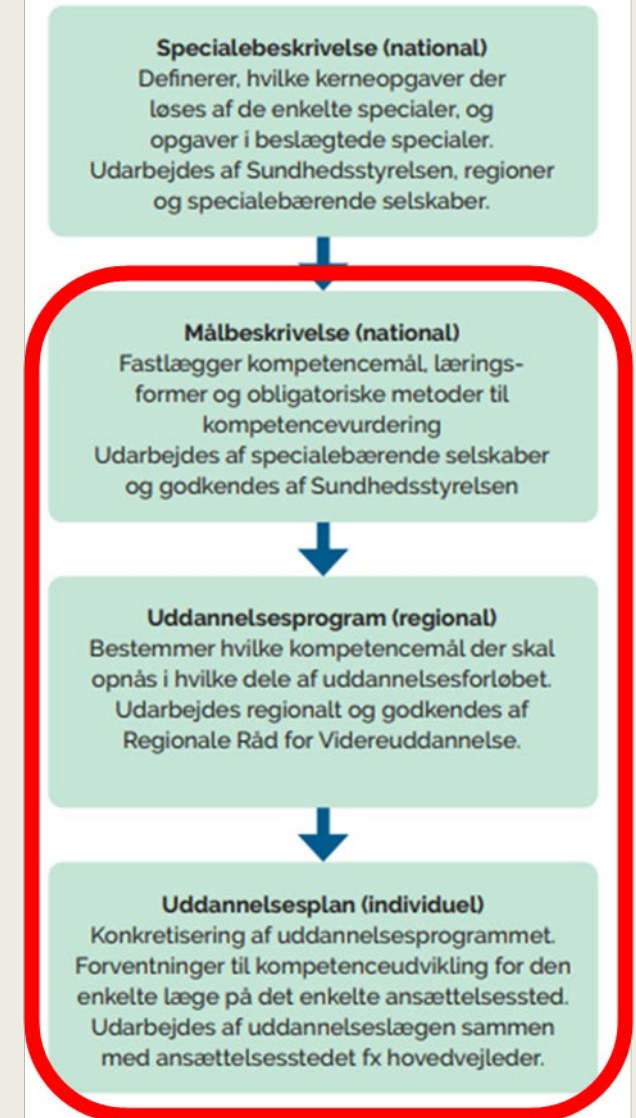 Specialebeskrivelse (national)
Definerer, hvilke kerneopgaver der
løses af de enkelte specialer, og
opgaver i beslægtede specialer.
Udarbejdes af Sundhedsstyrelsen, regioner
og specialebærende selskaber.
Målbeskrivelse (national)
Fastlægger kompetencemål, lærings-
former og obligatoriske metoder til
kompetencevurdering
Udarbejdes af specialebærende selskaber
og godkendes af Sundhedsstyrelsen
Uddannelsesprogram (regional)
Bestemmer hvilke kompetencemål der skal
opnås i hvilke dele af uddannelsesforløbet.
Udarbejdes regionalt og godkendes af
Regionale Råd for Videreuddannelse.
Uddannelsesplan (individuel)
Konkretisering af uddannelsesprogrammet.
Forventninger til kompetenceudvikling for den
enkelte læge på det enkelte ansættelsessted.
Udarbejdes af uddannelseslægen sammen
med ansættelsesstedet fx hovedvejleder.